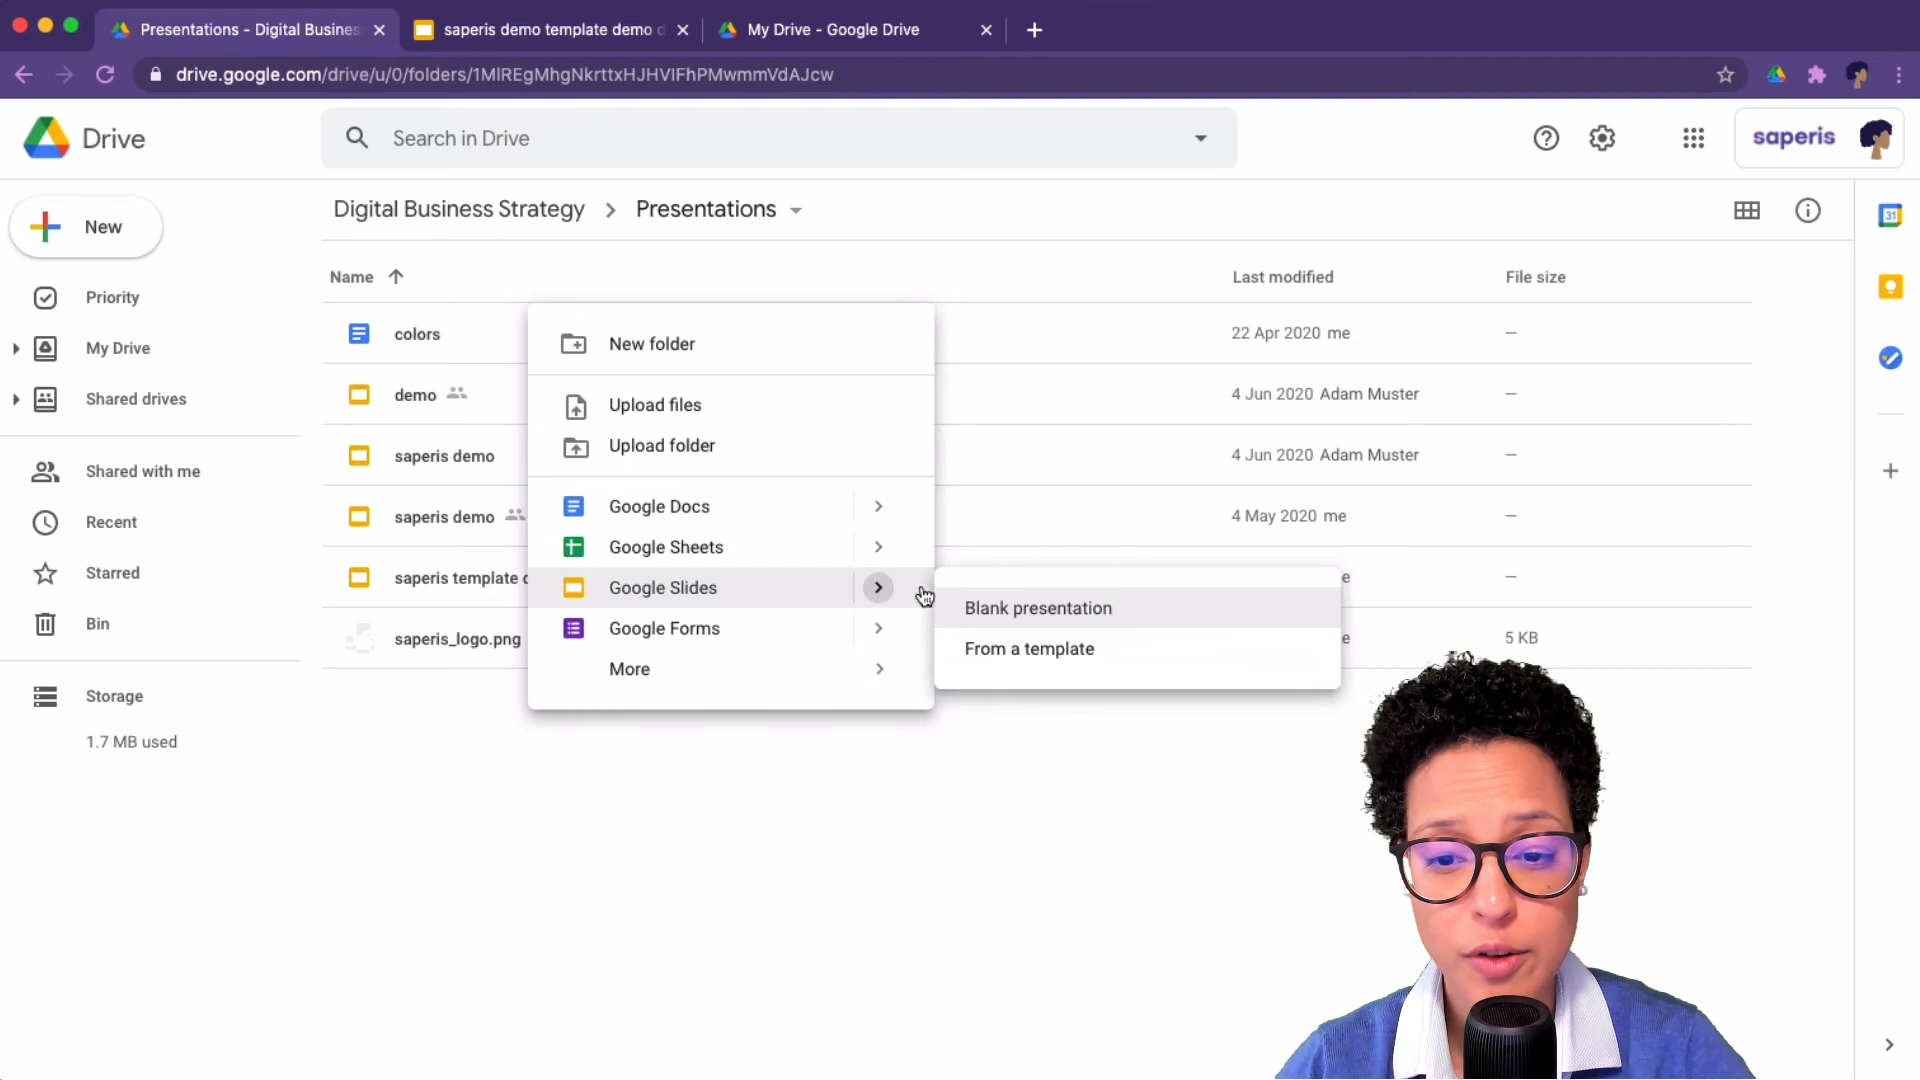 Presentations - Digital Busines
saperis demo template demo
My Drive - Google Drive
drive.google.com/drive/u/0/folders/1MlREgMhgNkrttxHJHVIFhPMwmmVdAJcw
Drive
Search in Drive
saperis
New
Digital Business Strategy
Presentations
31
Name
Last modified
File size
Priority
My Drive
Shared drives
Shared with me
Recent
Starred
Bin
Storage
1.7 MB used
colors
22 Apr 2020 me
–
demo
4 Jun 2020 Adam Muster
–
saperis demo
4 Jun 2020 Adam Muster
–
saperis demo
4 May 2020 me
–
saperis template
e
–
saperis_logo.png
e
5 KB
New folder
Upload files
Upload folder
Google Docs
Google Sheets
Google Slides
Google Forms
More
Blank presentation
From a template